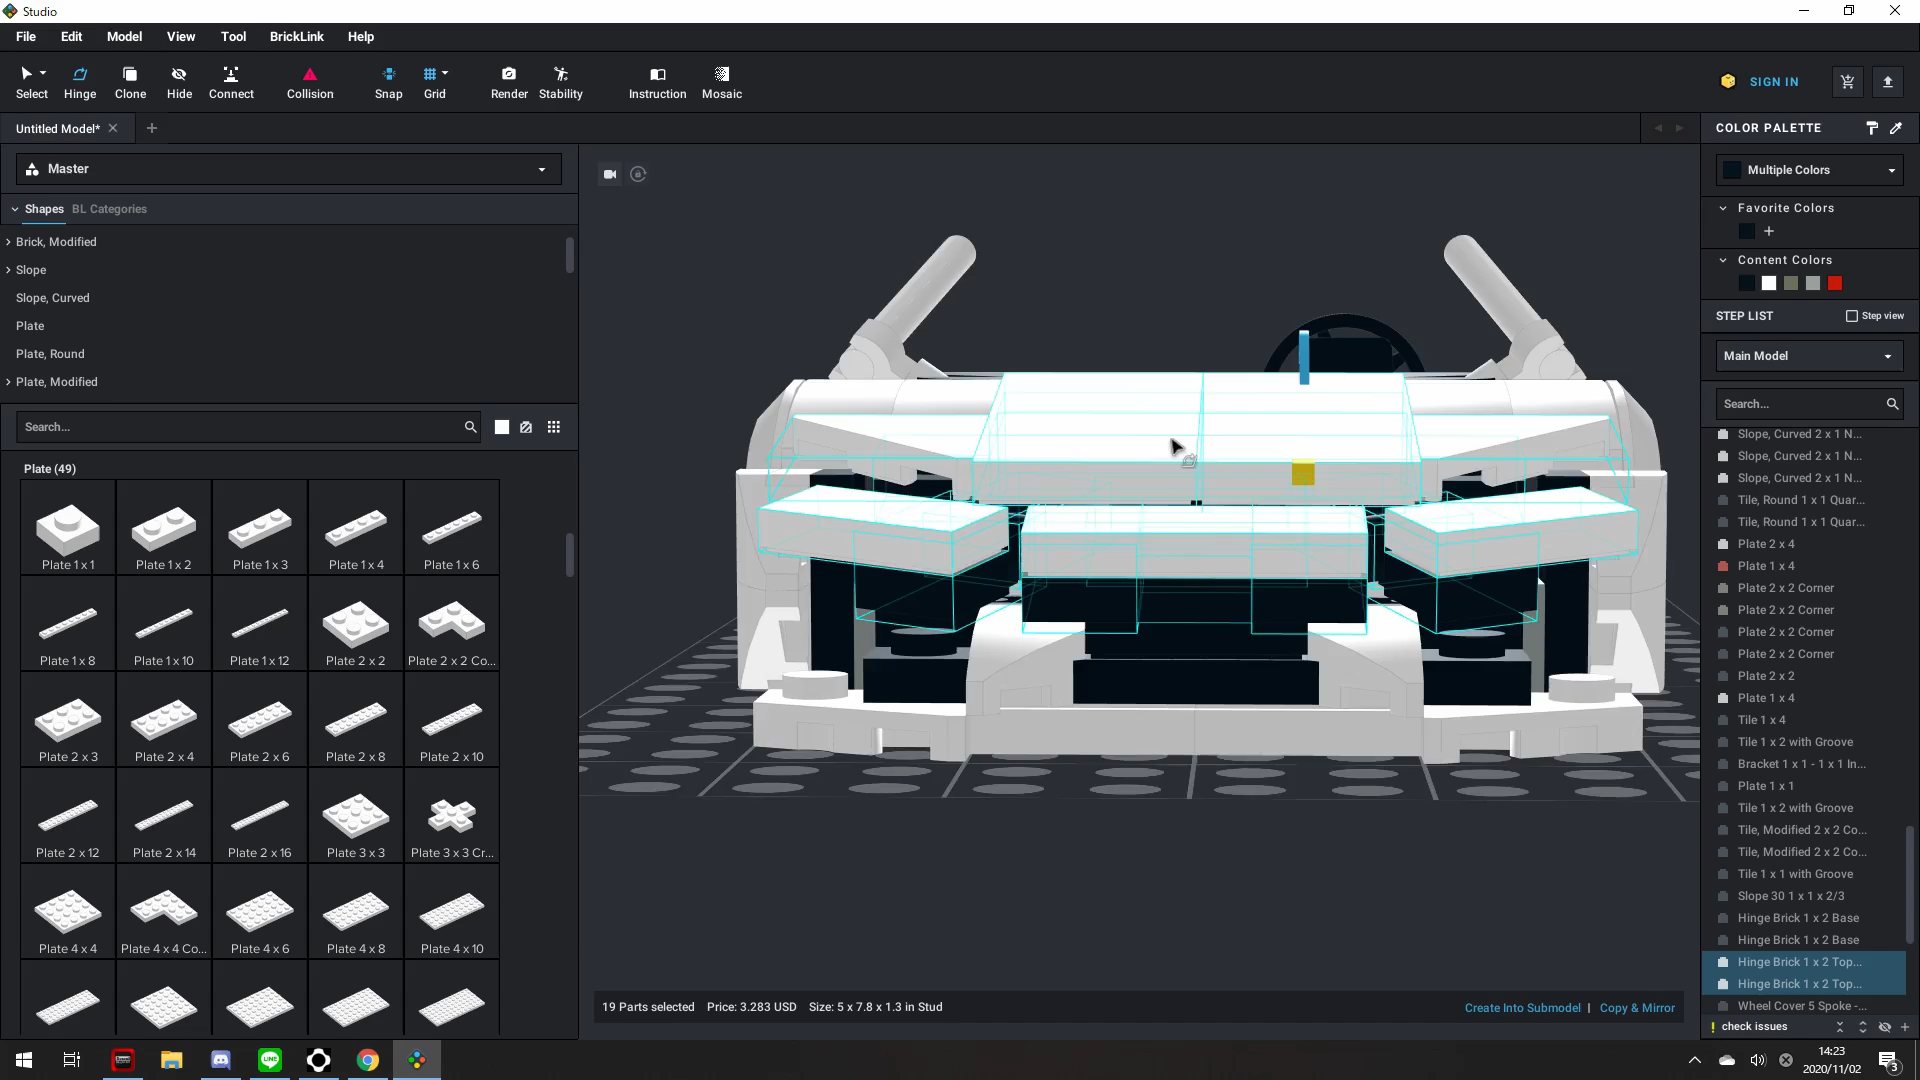 Studio
File Edit Model View Tool BrickLink Help
Select Hinge Clone Hide Connect Collision Snap Grid Render Stability Instruction Mosaic SIGN IN
Untitled Model*
Master
Shapes BL Categories
Brick, Modified
Slope
Slope, Curved
Plate
Plate, Round
Plate, Modified
Search...
Plate (49)
Plate 1 x 1 Plate 1 x 2 Plate 1 x 3 Plate 1 x 4 Plate 1 x 6
Plate 1 x 8 Plate 1 x 10 Plate 1 x 12 Plate 2 x 2 Plate 2 x 2 Co...
Plate 2 x 3 Plate 2 x 4 Plate 2 x 6 Plate 2 x 8 Plate 2 x 10
Plate 2 x 12 Plate 2 x 14 Plate 2 x 16 Plate 3 x 3 Plate 3 x 3 Cr...
Plate 4 x 4 Plate 4 x 4 Co... Plate 4 x 6 Plate 4 x 8 Plate 4 x 10
19 Parts selected Price: 3.283 USD Size: 5 x 7.8 x 1.3 in Stud
Create Into Submodel | Copy & Mirror
COLOR PALETTE
Multiple Colors
Favorite Colors
Content Colors
STEP LIST Step view
Main Model
Search...
Slope, Curved 2 x 1 N...
Slope, Curved 2 x 1 N...
Slope, Curved 2 x 1 N...
Tile, Round 1 x 1 Quar...
Tile, Round 1 x 1 Quar...
Plate 2 x 4
Plate 1 x 4
Plate 2 x 2 Corner
Plate 2 x 2 Corner
Plate 2 x 2 Corner
Plate 2 x 2 Corner
Plate 2 x 2
Plate 1 x 4
Tile 1 x 4
Tile 1 x 2 with Groove
Bracket 1 x 1 - 1 x 1 In...
Plate 1 x 1
Tile 1 x 2 with Groove
Tile, Modified 2 x 2 Co...
Tile, Modified 2 x 2 Co...
Tile 1 x 1 with Groove
Slope 30 1 x 1 x 2/3
Hinge Brick 1 x 2 Base
Hinge Brick 1 x 2 Base
Hinge Brick 1 x 2 Top...
Hinge Brick 1 x 2 Top...
Wheel Cover 5 Spoke -...
check issues
14:23
2020/11/02
3
LINE